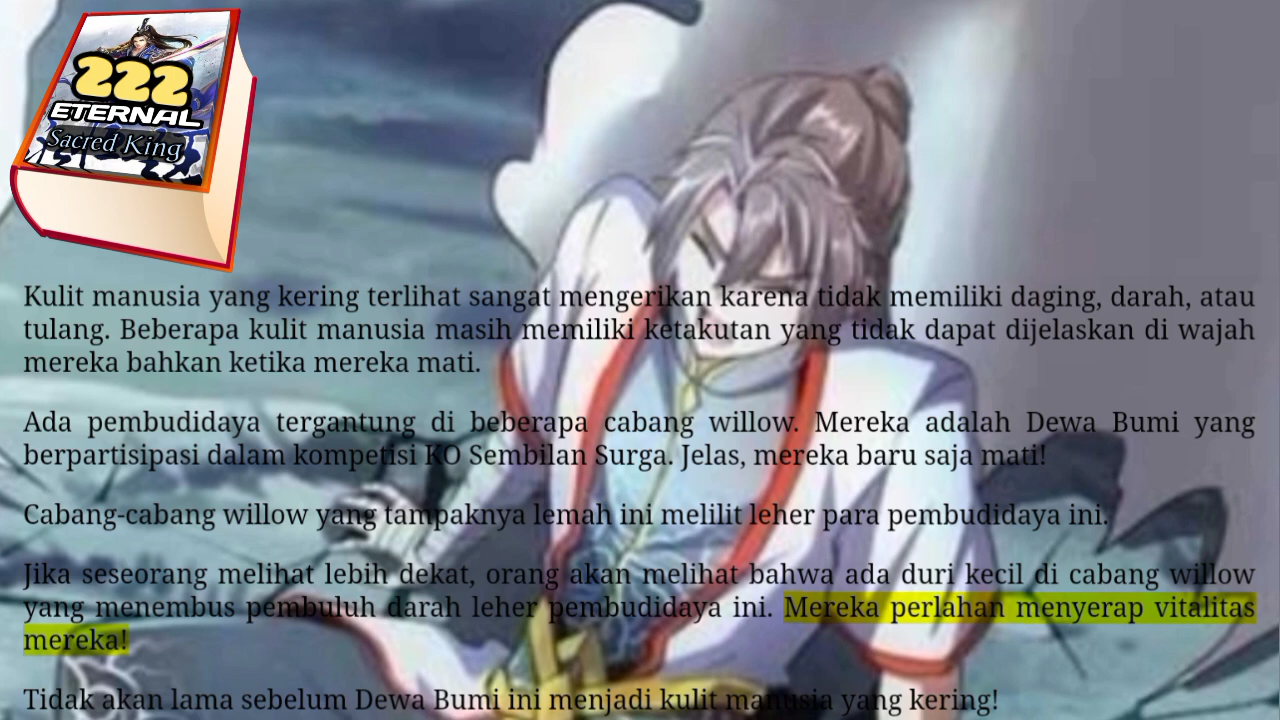 222
ETERNAL
Sacred King
Kulit manusia yang kering terlihat sangat mengerikan karena tidak memiliki daging, darah, atau
tulang. Beberapa kulit manusia masih memiliki ketakutan yang tidak dapat dijelaskan di wajah
mereka bahkan ketika mereka mati.
Ada pembudidaya tergantung di beberapa cabang willow. Mereka adalah Dewa Bumi yang
berpartisipasi dalam kompetisi KO Sembilan Surga. Jelas, mereka baru saja mati!
Cabang-cabang willow yang tampaknya lemah ini melilit leher para pembudidaya ini.
Jika seseorang melihat lebih dekat, orang akan melihat bahwa ada duri kecil di cabang willow
yang menembus pembuluh darah leher pembudidaya ini. Mereka perlahan menyerap vitalitas
mereka!
Tidak akan lama sebelum Dewa Bumi ini menjadi kulit manusia yang kering!